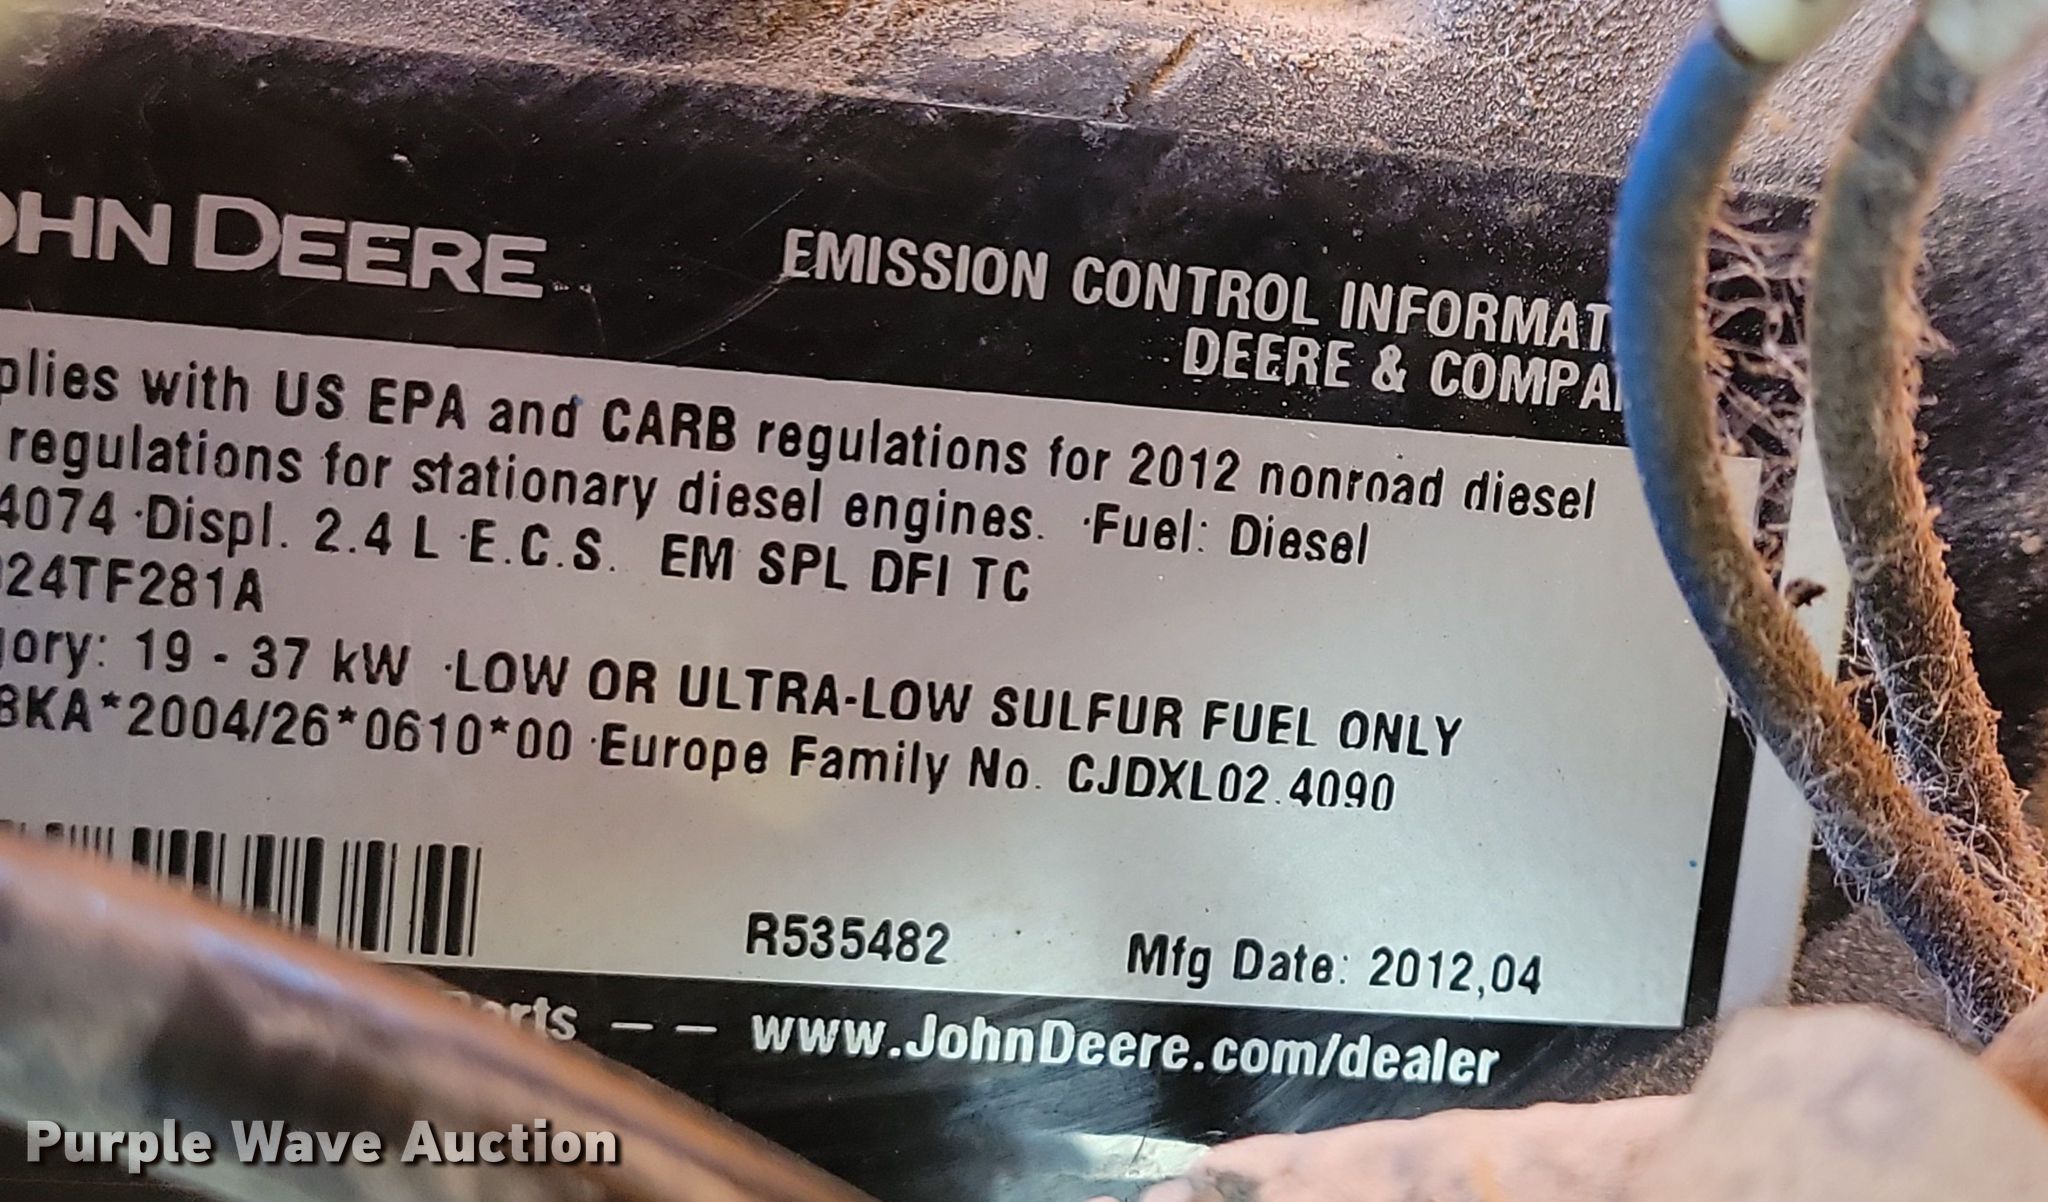 JOHN DEERE
EMISSION CONTROL INFORMAT
DEERE & COMPA
plies with US EPA and CARB regulations for 2012 nonroad diesel
regulations for stationary diesel engines. ·Fuel: Diesel
4074 ·Displ. 2.4 L ·E.C.S. EM SPL DFI TC
024TF281A
gory: 19 - 37 kW ·LOW OR ULTRA-LOW SULFUR FUEL ONLY
8KA*2004/26*0610*00 ·Europe Family No. CJDXL02.4090
R535482
Mfg Date: 2012,04
Parts — — www.JohnDeere.com/dealer
Purple Wave Auction